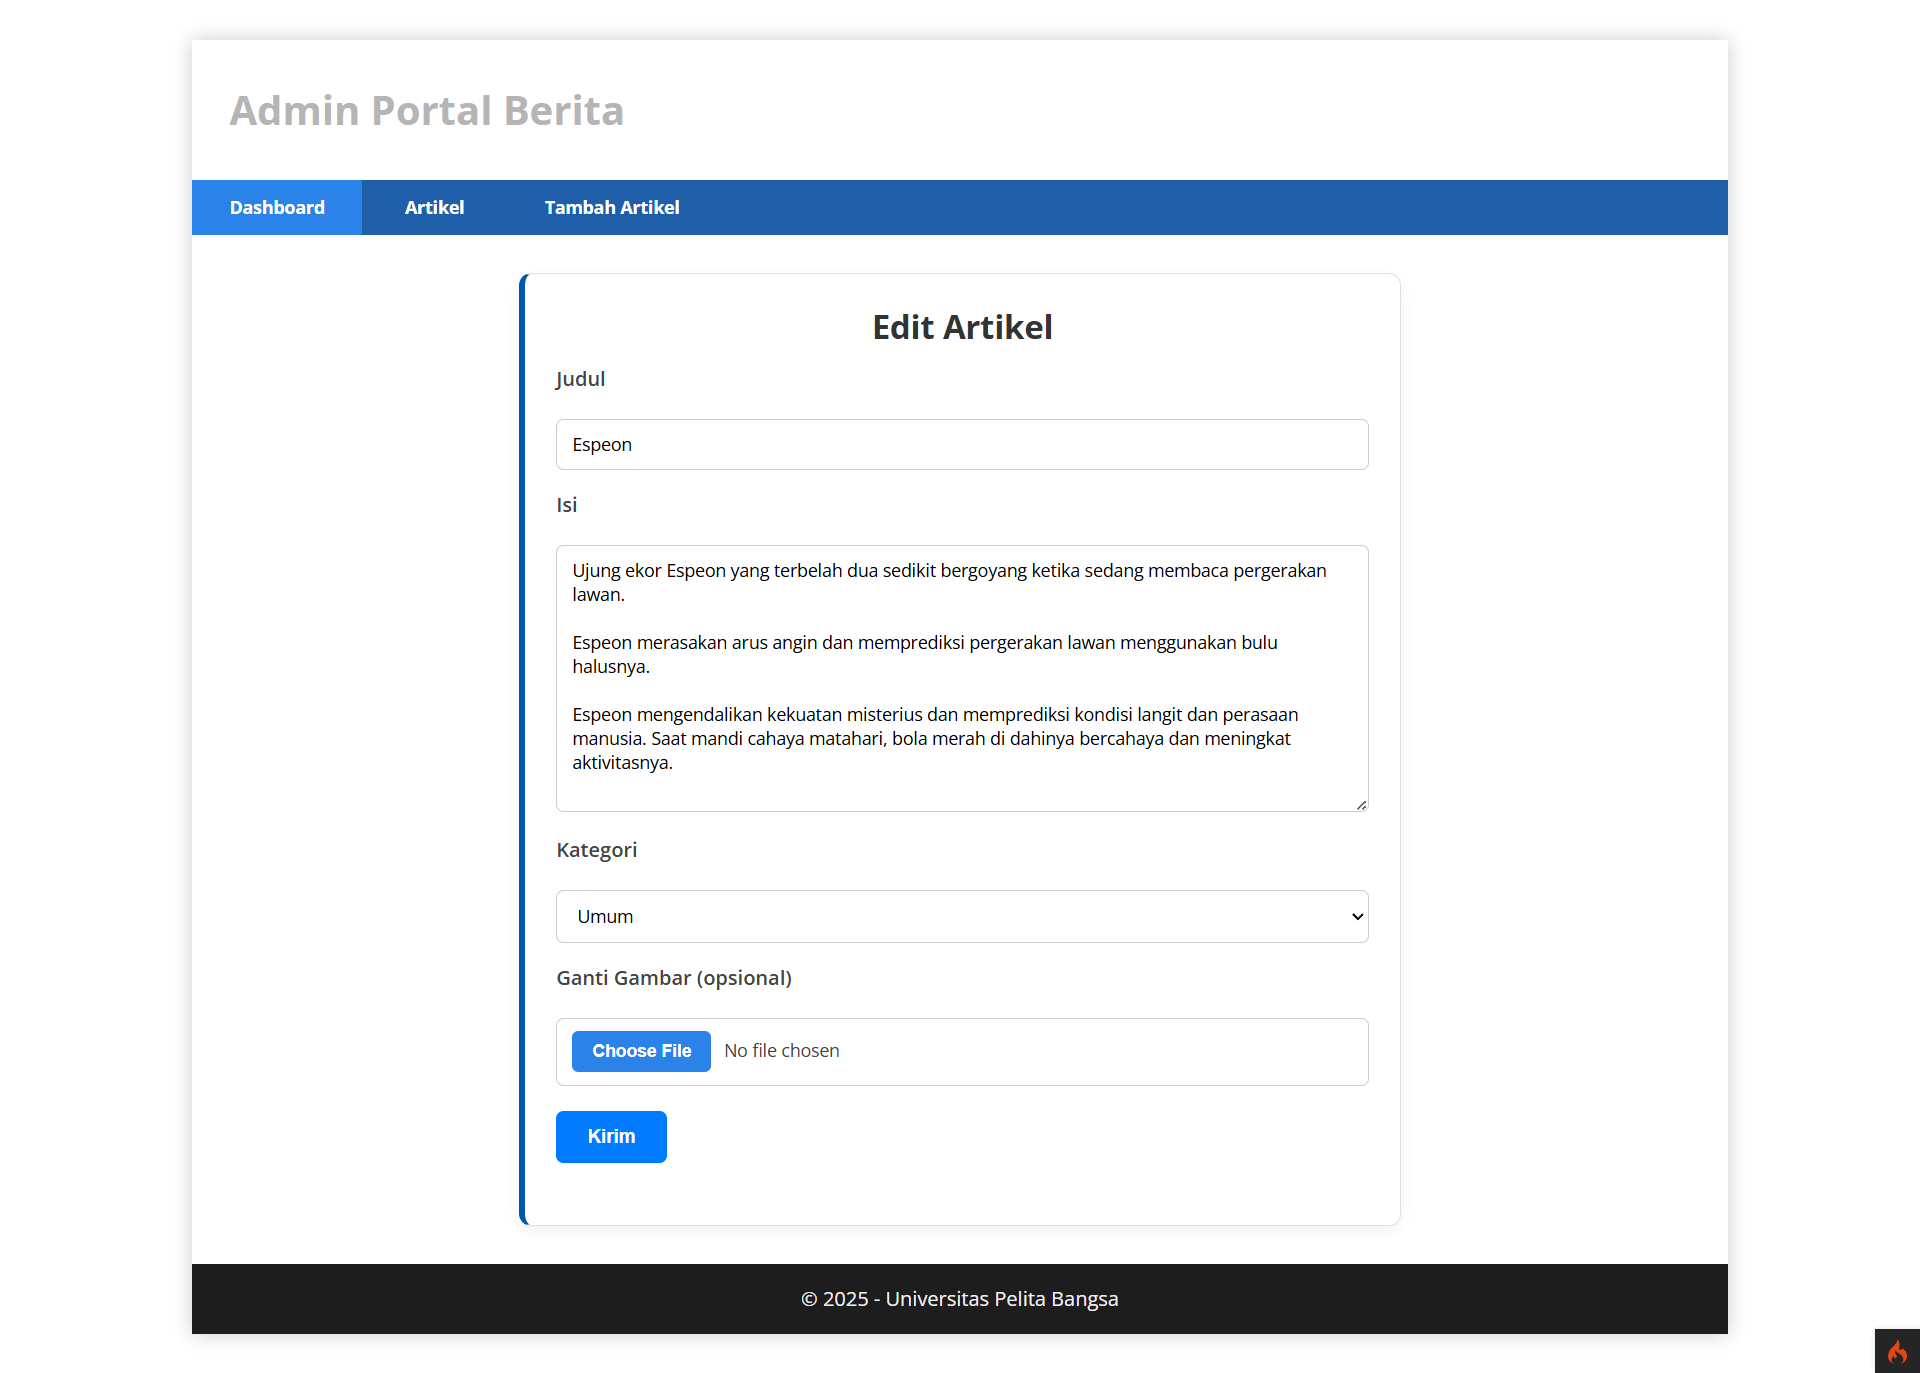 Admin Portal Berita
Dashboard Artikel Tambah Artikel
Edit Artikel
Judul
Espeon
Isi
Ujung ekor Espeon yang terbelah dua sedikit bergoyang ketika sedang membaca pergerakan
lawan.
Espeon merasakan arus angin dan memprediksi pergerakan lawan menggunakan bulu
halusnya.
Espeon mengendalikan kekuatan misterius dan memprediksi kondisi langit dan perasaan
manusia. Saat mandi cahaya matahari, bola merah di dahinya bercahaya dan meningkat
aktivitasnya.
Kategori
Umum
Ganti Gambar (opsional)
Choose File No file chosen
Kirim
© 2025 - Universitas Pelita Bangsa